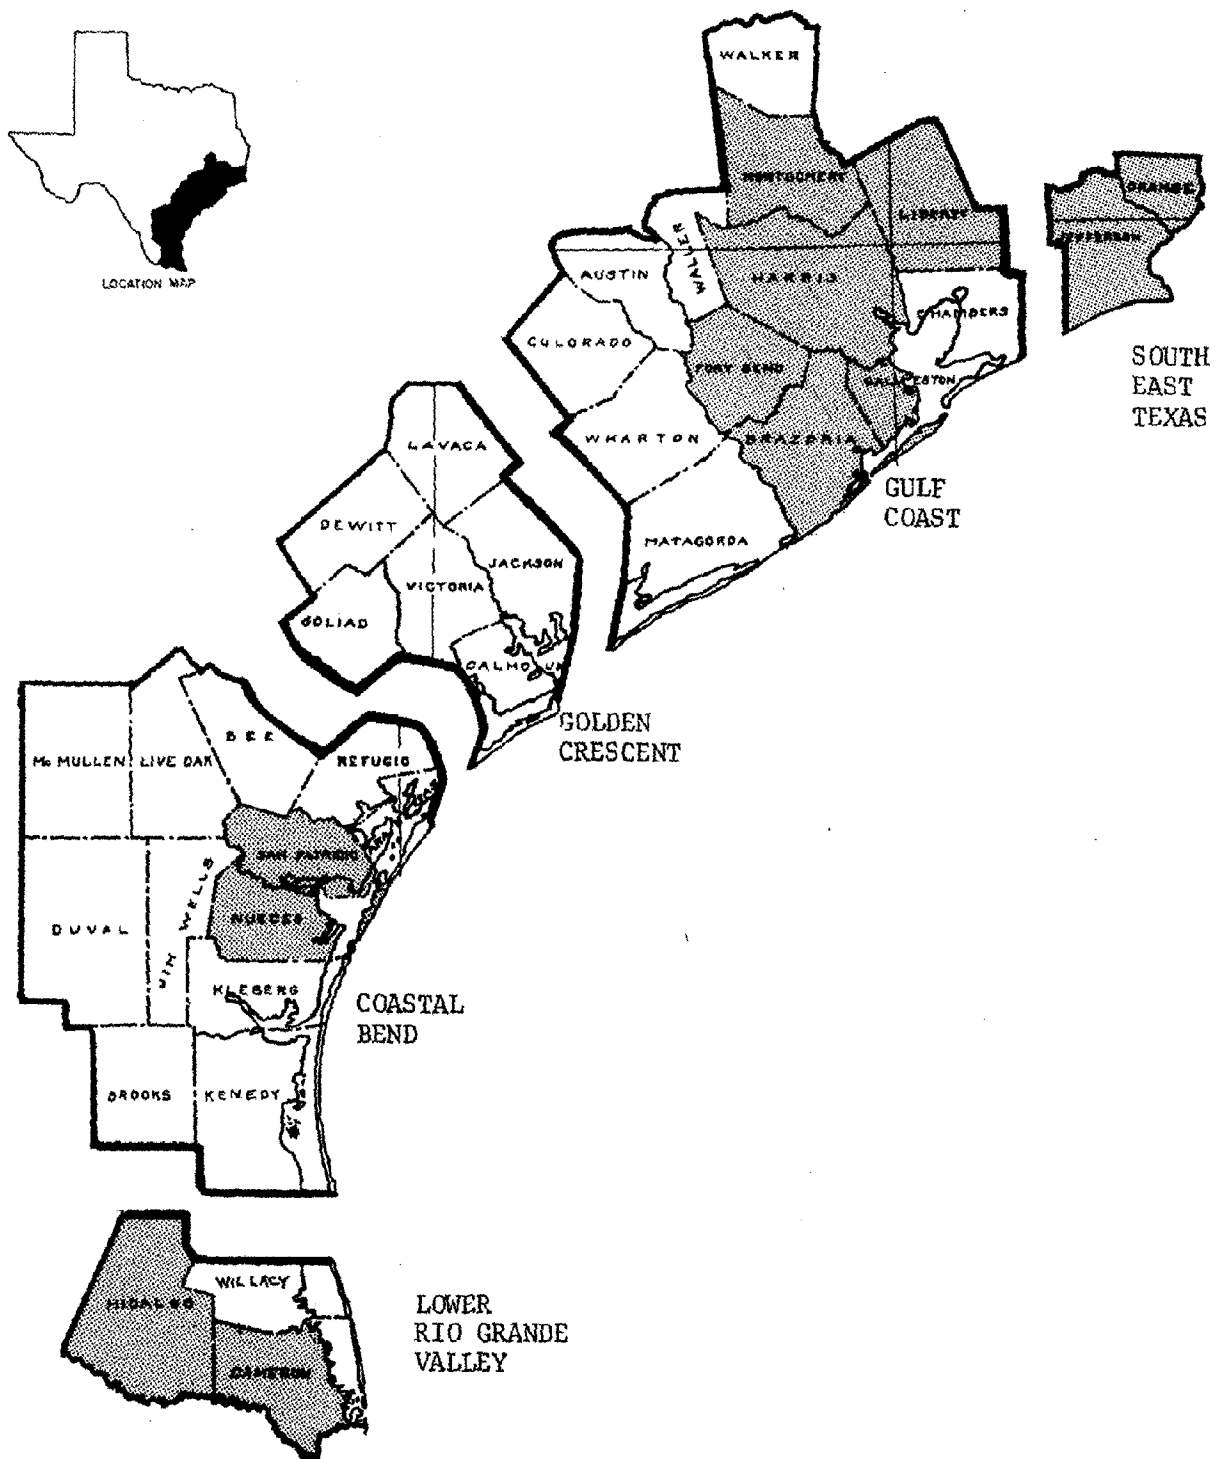 WALKER
MONTGOMERY
ORANGE
LIBERTY
JEFFERSON
WALLER
AUSTIN
HARRIS
LOCATION MAP
CHAMBERS
COLORADO
SOUTH
EAST
TEXAS
FORT BEND
GALVESTON
LAVACA
WHARTON
BRAZORIA
GULF
COAST
DEWITT
MATAGORDA
JACKSON
VICTORIA
GOLIAD
CALHOUN
GOLDEN
CRESCENT
BEE
MC MULLEN
LIVE OAK
REFUGIO
SAN PATRICIO
JIM WELLS
NUECES
DUVAL
KLEBERG
COASTAL
BEND
BROOKS
KENEDY
WILLACY
HIDALGO
LOWER
RIO GRANDE
VALLEY
CAMERON